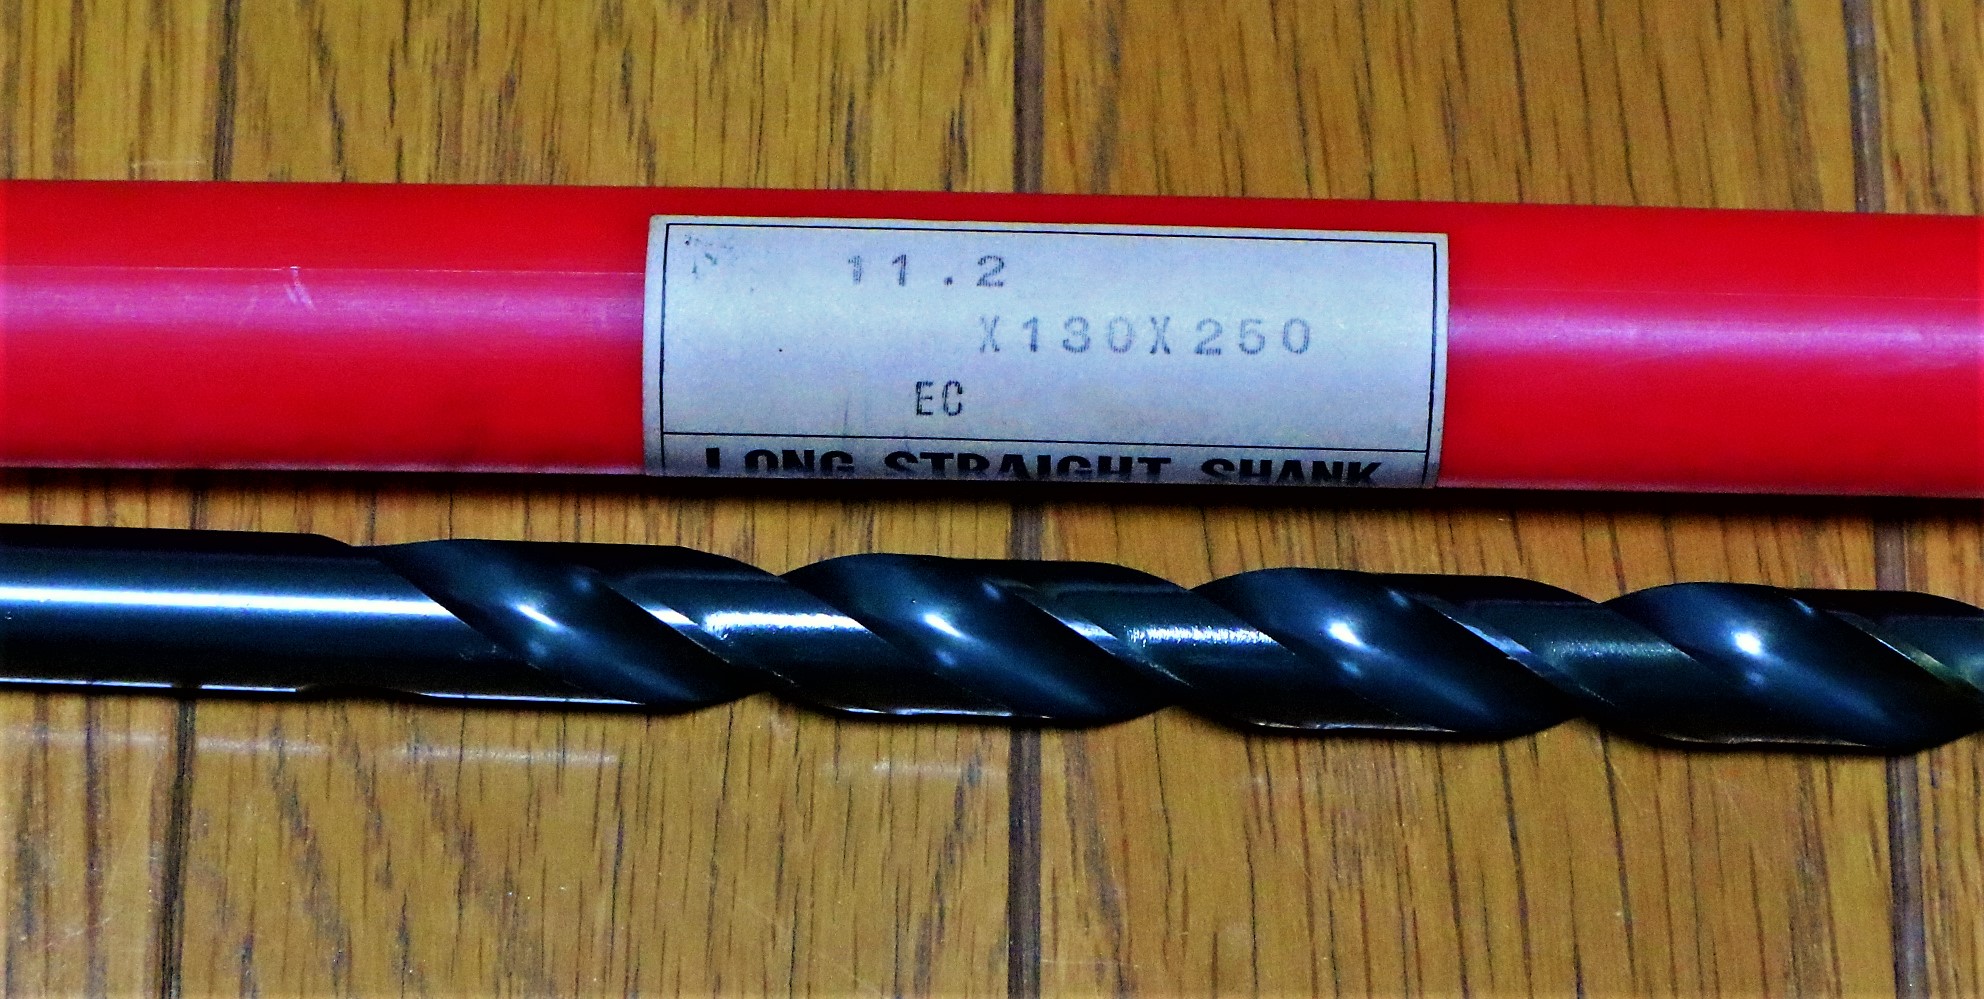 11.2
X130X250
EC
LONG STRAIGHT SHANK